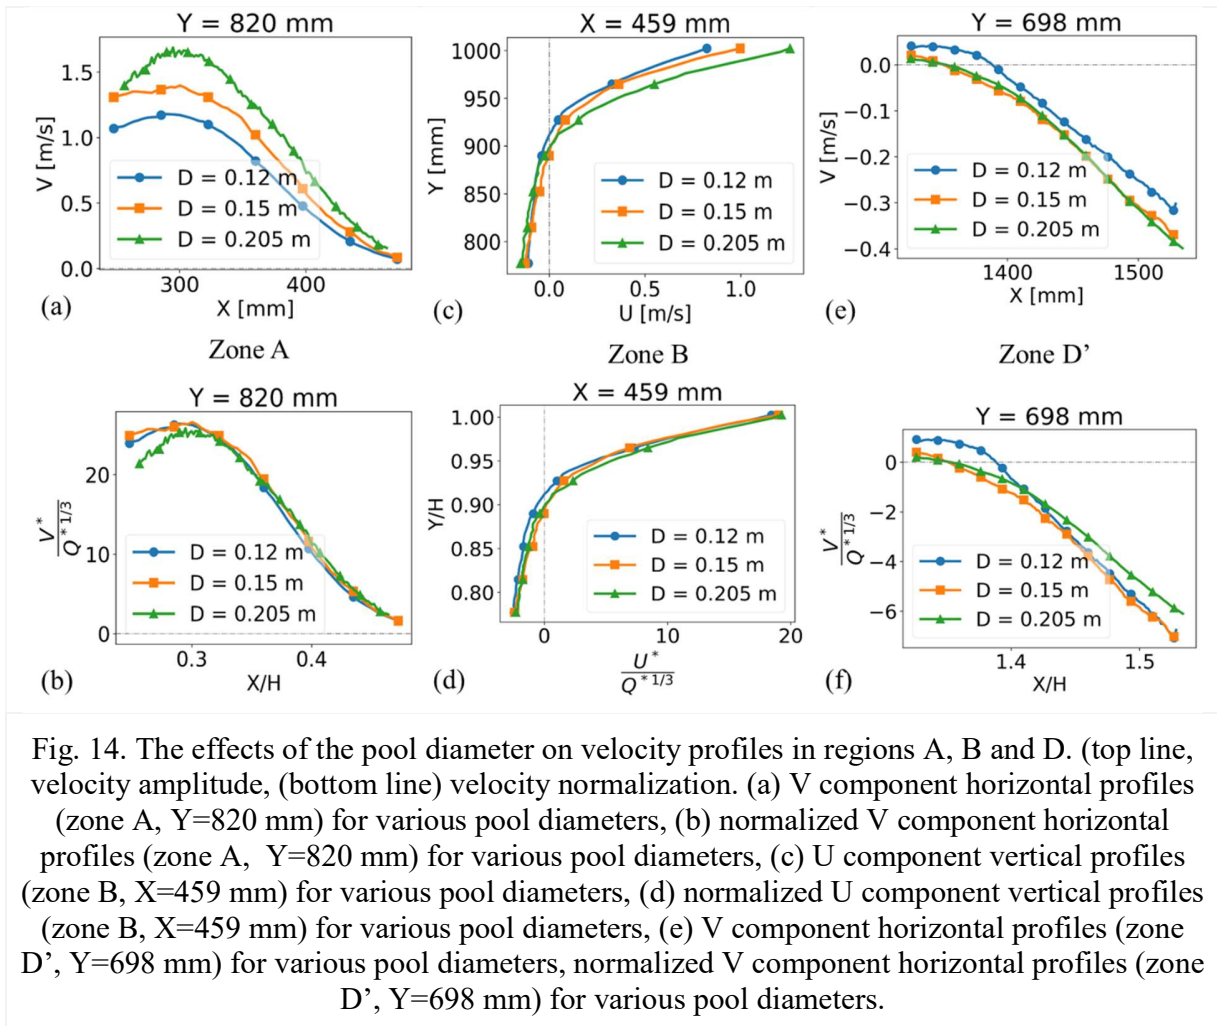 Y = 820 mm
V [m/s]
1.5
1.0
0.5
0.0
D = 0.12 m
D = 0.15 m
D = 0.205 m
300 400
X [mm]
(a)
Zone A
X = 459 mm
Y [mm]
1000
950
900
850
800
D = 0.12 m
D = 0.15 m
D = 0.205 m
0.0 0.5 1.0
U [m/s]
(c)
Zone B
Y = 698 mm
V [m/s]
0.0
−0.1
−0.2
−0.3
−0.4
D = 0.12 m
D = 0.15 m
D = 0.205 m
1400 1500
X [mm]
(e)
Zone D’
Y = 820 mm
V*
Q*1/3
20
10
0
D = 0.12 m
D = 0.15 m
D = 0.205 m
0.3 0.4
X/H
(b)
X = 459 mm
Y/H
1.00
0.95
0.90
0.85
0.80
D = 0.12 m
D = 0.15 m
D = 0.205 m
0 10 20
U*
Q*1/3
(d)
Y = 698 mm
V*
Q*1/3
0
−2
−4
−6
D = 0.12 m
D = 0.15 m
D = 0.205 m
1.4 1.5
X/H
(f)
Fig. 14. The effects of the pool diameter on velocity profiles in regions A, B and D. (top line,
velocity amplitude, (bottom line) velocity normalization. (a) V component horizontal profiles
(zone A, Y=820 mm) for various pool diameters, (b) normalized V component horizontal
profiles (zone A, Y=820 mm) for various pool diameters, (c) U component vertical profiles
(zone B, X=459 mm) for various pool diameters, (d) normalized U component vertical profiles
(zone B, X=459 mm) for various pool diameters, (e) V component horizontal profiles (zone
D’, Y=698 mm) for various pool diameters, normalized V component horizontal profiles (zone
D’, Y=698 mm) for various pool diameters.